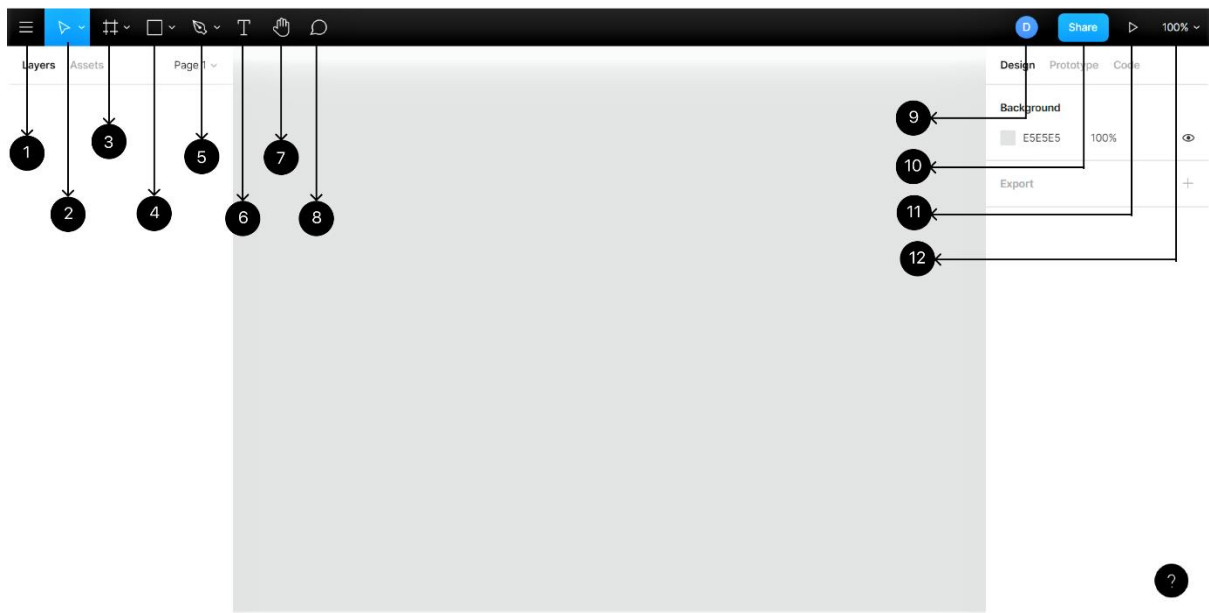 D Share 100%
Layers Assets Page 1 Design Prototype Code
Background
E5E5E5 100%
Export
1
2
3
4
5
6
7
8
9
10
11
12
?